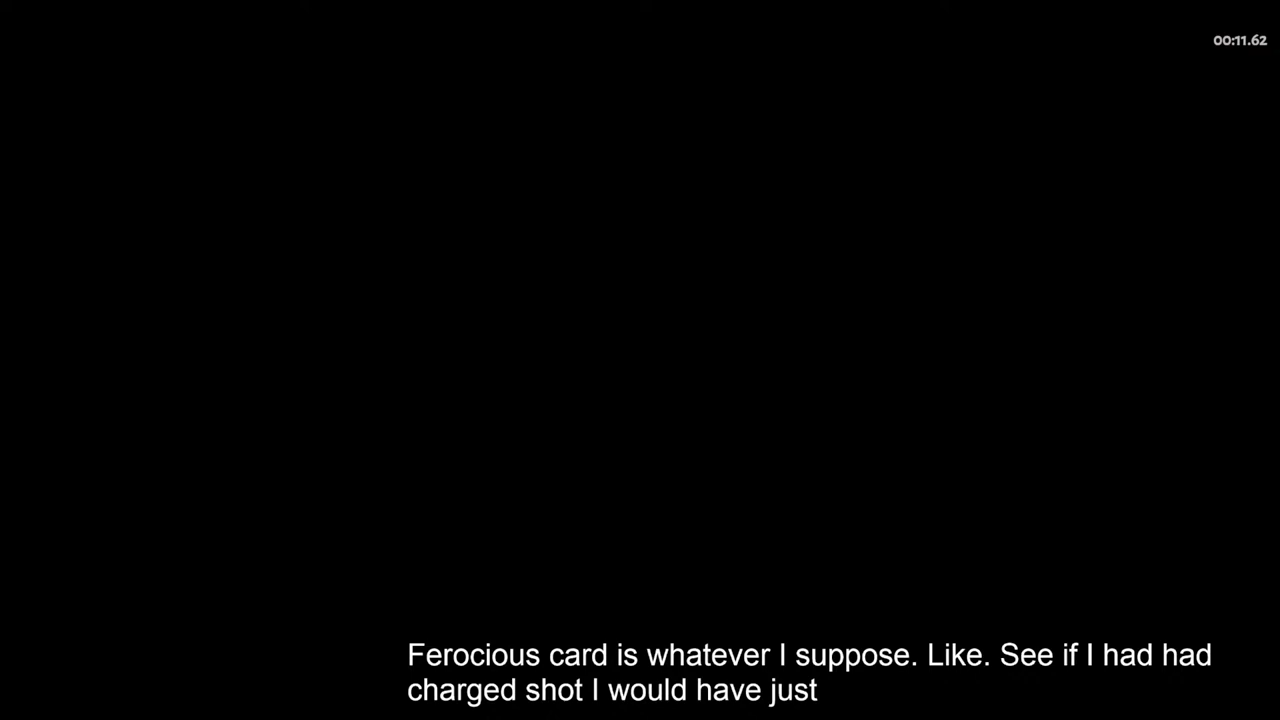 00:11.62
Ferocious card is whatever I suppose. Like. See if I had had
charged shot I would have just